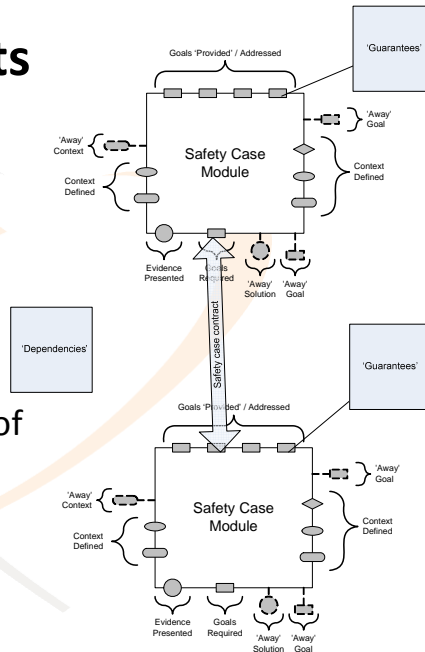 ts
'Guarantees'
Goals 'Provided' / Addressed
'Away'
Goal
'Away'
Context
Safety Case
Module
Context
Defined
Context
Defined
Evidence
Presented
Goals
Required
'Away'
Solution
'Away'
Goal
Safety case contract
'Dependencies'
'Guarantees'
of
Goals 'Provided' / Addressed
'Away'
Goal
'Away'
Context
Safety Case
Module
Context
Defined
Context
Defined
Evidence
Presented
Goals
Required
'Away'
Solution
'Away'
Goal